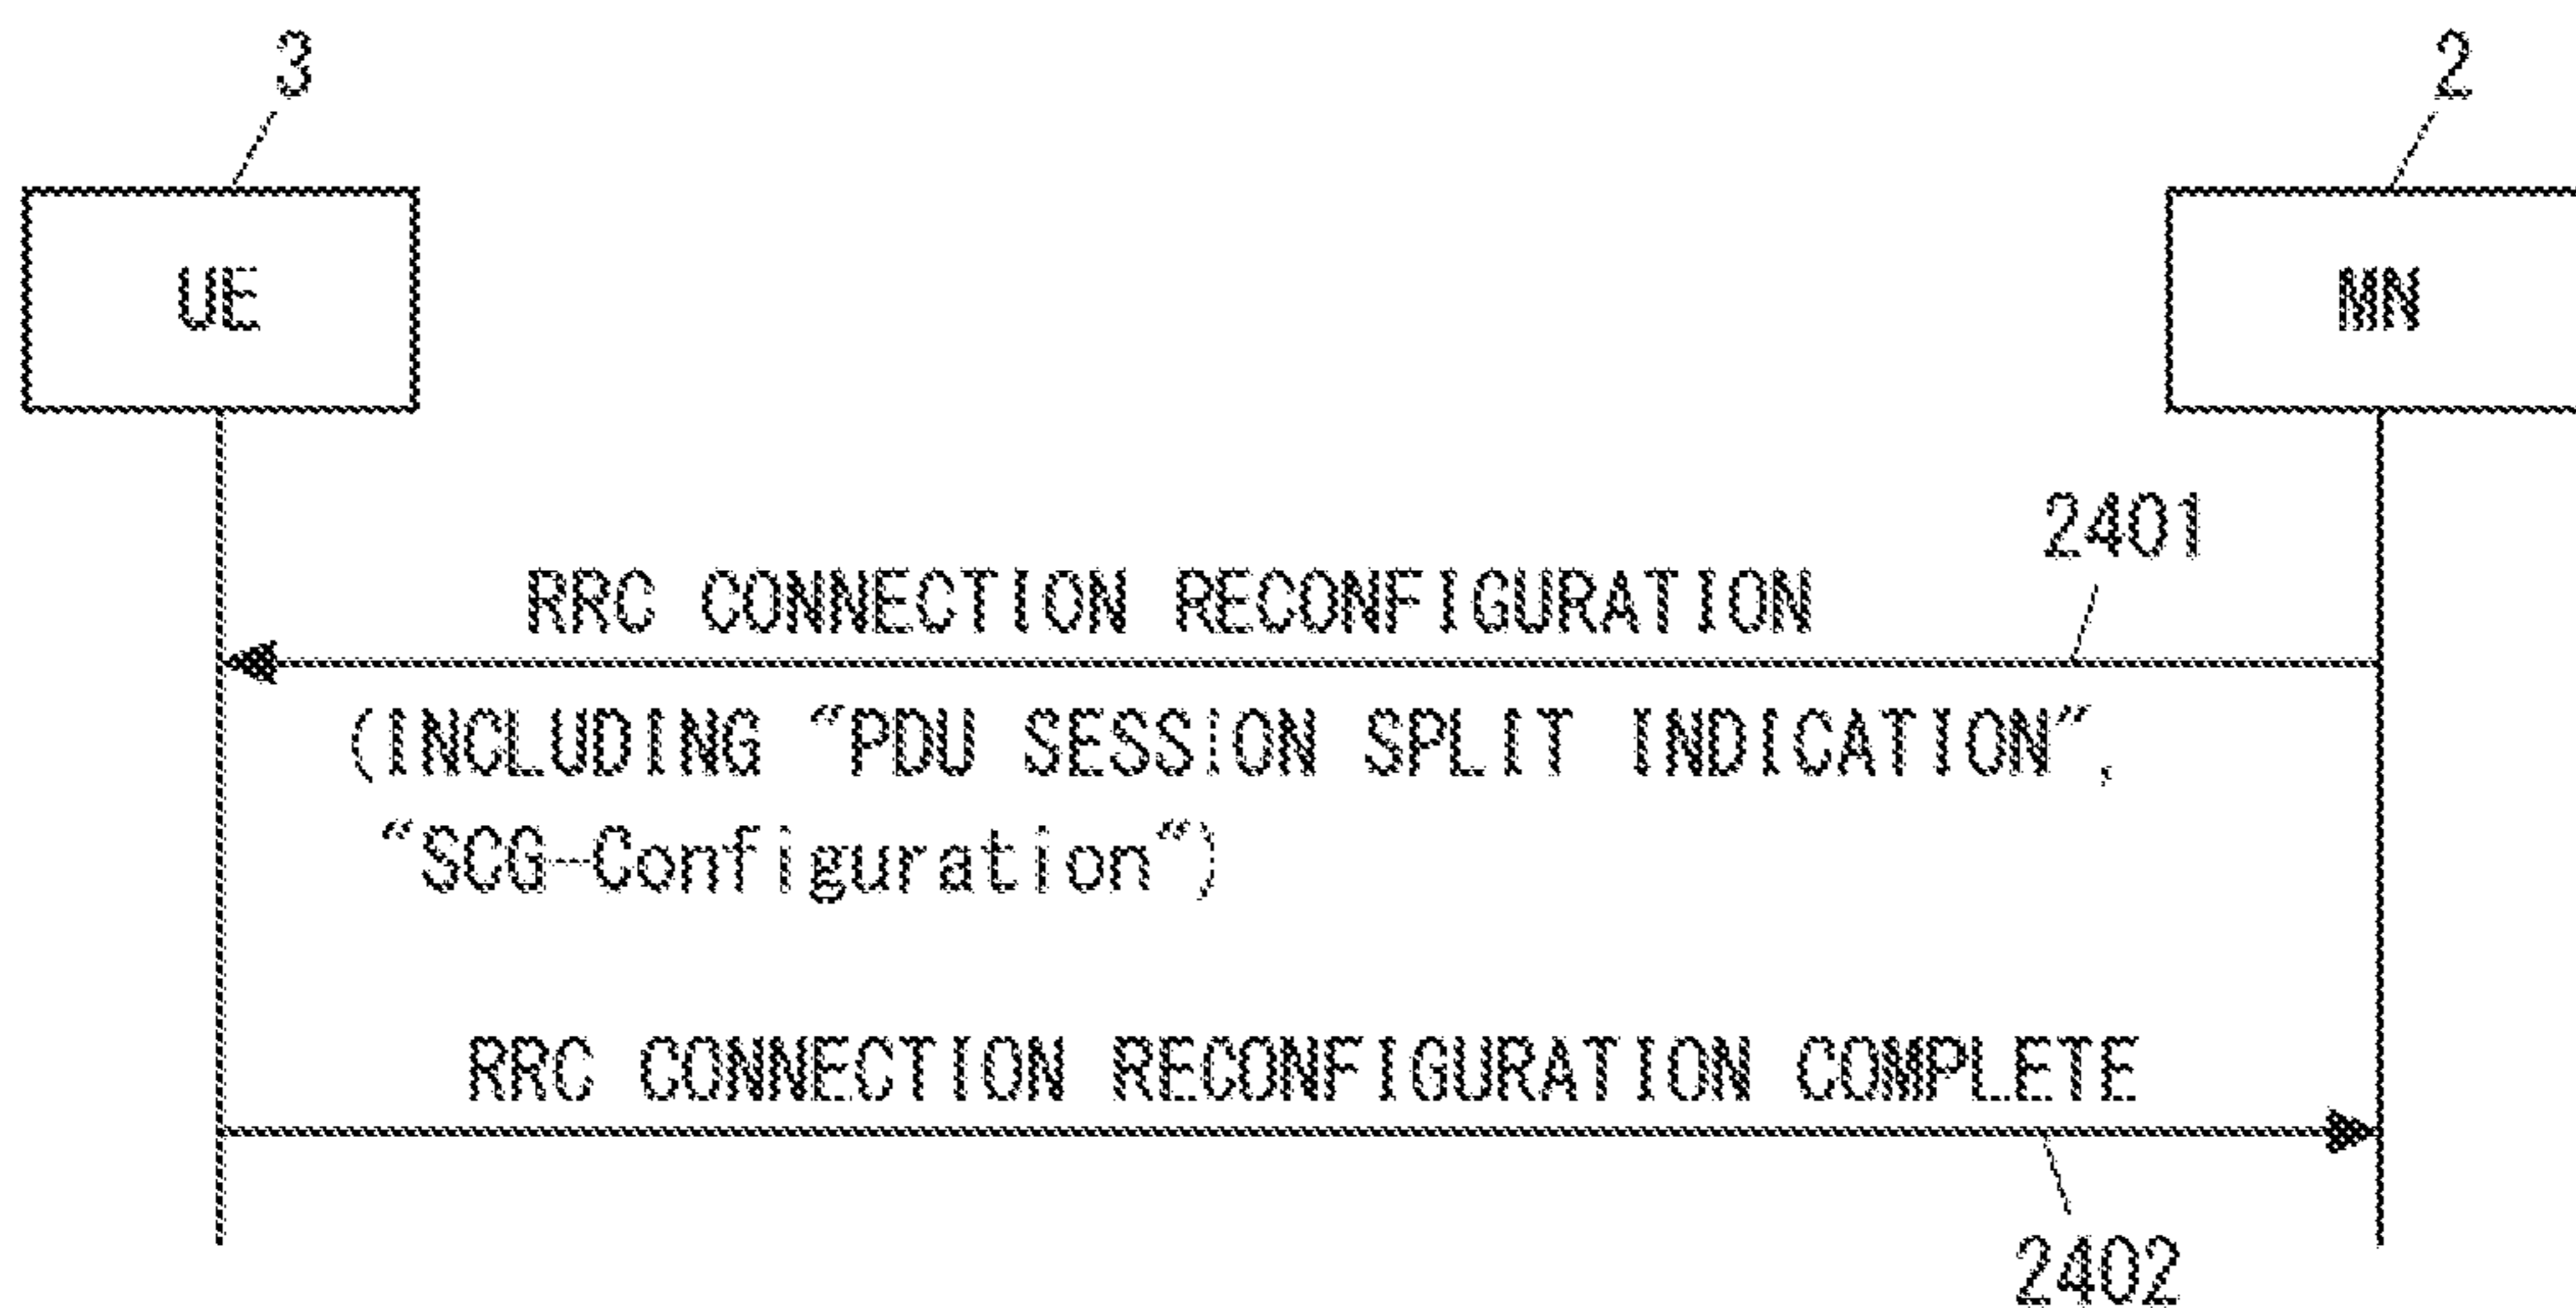 3
2
UE
MN
2401
RRC CONNECTION RECONFIGURATION
(INCLUDING “PDU SESSION SPLIT INDICATION”,
“SCG-Configuration“)
RRC CONNECTION RECONFIGURATION COMPLETE
2402